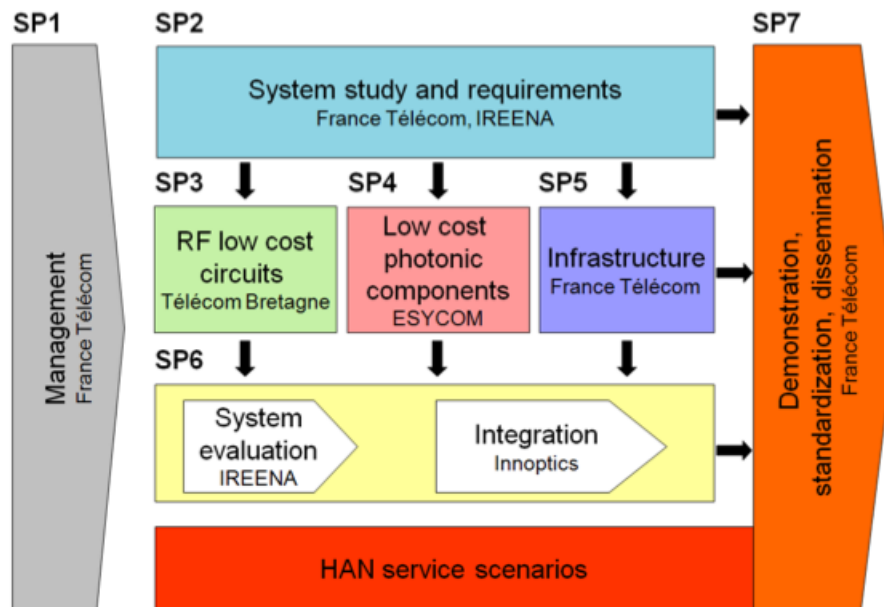 SP1
SP2
SP7
System study and requirements
France Télécom, IREENA
SP3
SP4
SP5
RF low cost
circuits
Télécom Bretagne
Low cost
photonic
components
ESYCOM
Infrastructure
France Télécom
Management
France Télécom
Demonstration,
standardization, dissemination
France Télécom
SP6
System
evaluation
IREENA
Integration
Innoptics
HAN service scenarios